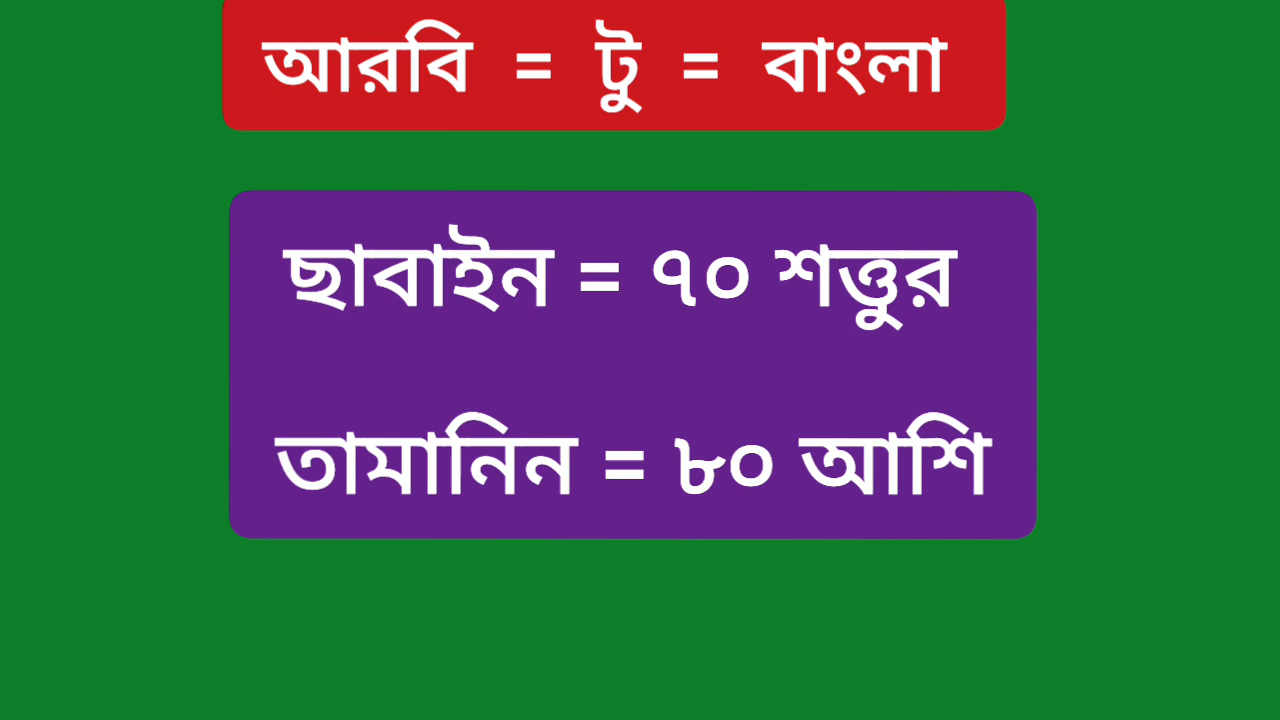 আরবি = টু = বাংলা
ছাবাইন = ৭০ শত্তুর
তামানিন = ৮০ আশি